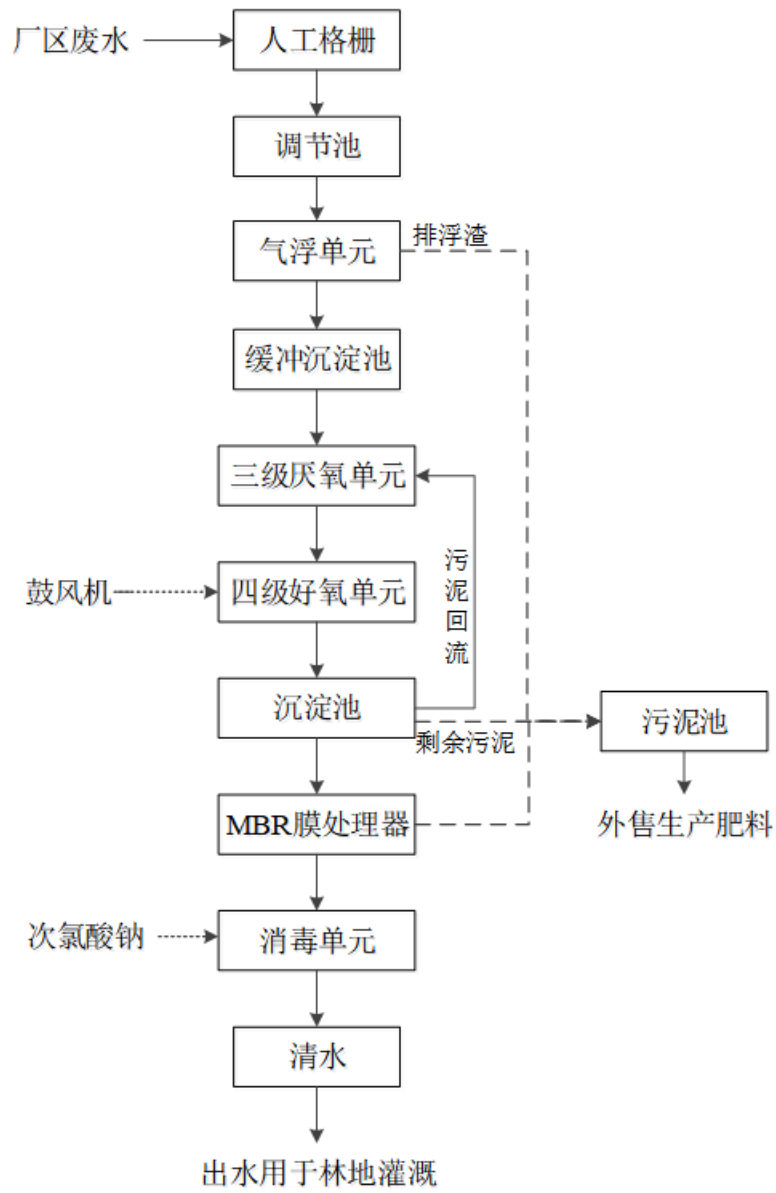 厂区废水
人工格栅
调节池
气浮单元
排浮渣
缓冲沉淀池
三级厌氧单元
污泥回流
鼓风机
四级好氧单元
沉淀池
剩余污泥
污泥池
MBR膜处理器
外售生产肥料
次氯酸钠
消毒单元
清水
出水用于林地灌溉